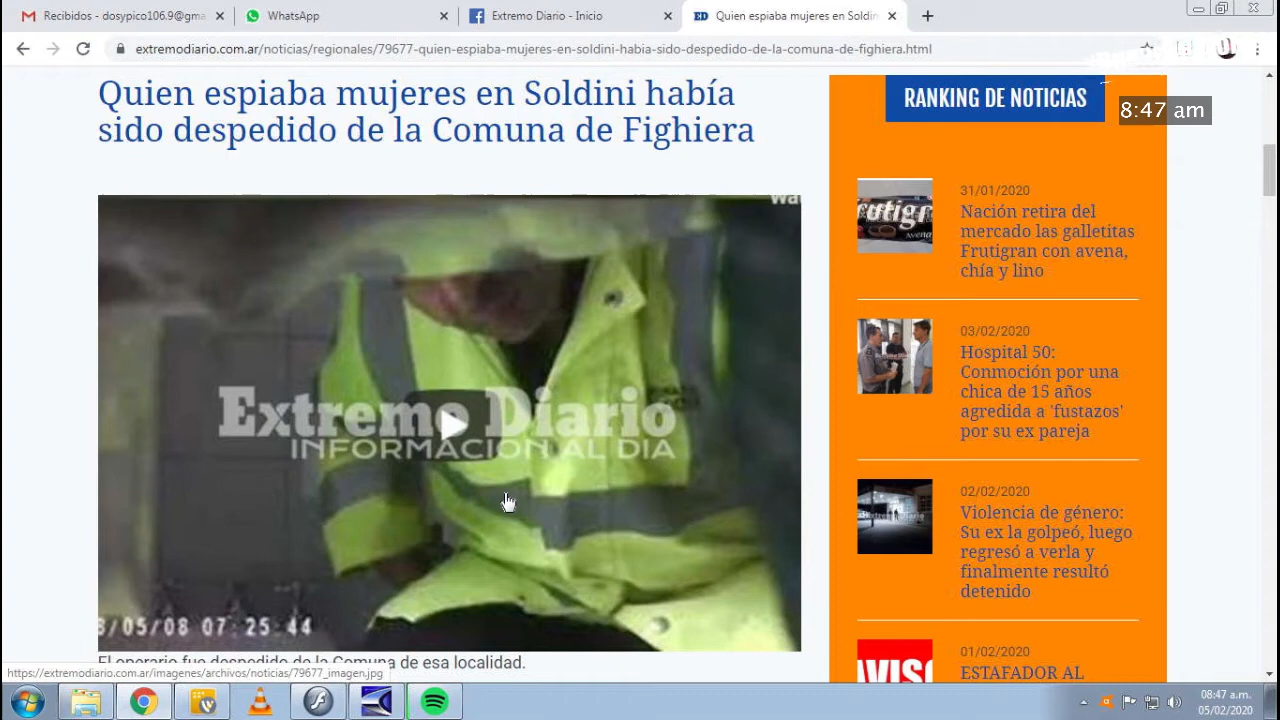 Recibidos - dosypico106.9@gma
WhatsApp
Extremo Diario - Inicio
Quien espiaba mujeres en Soldin
extremodiario.com.ar/noticias/regionales/79677-quien-espiaba-mujeres-en-soldini-habia-sido-despedido-de-la-comuna-de-fighiera.html
Quien espiaba mujeres en Soldini había
sido despedido de la Comuna de Fighiera
Extremo Diario
INFORMACION AL DIA
/05/08 07:25:44
El operario fue despedido de la Comuna de esa localidad.
https://extremodiario.com.ar/imagenes/archivos/noticias/79677_imagen.jpg
RANKING DE NOTICIAS
8:47 am
31/01/2020
Nación retira del
mercado las galletitas
Frutigran con avena,
chía y lino
03/02/2020
Hospital 50:
Conmoción por una
chica de 15 años
agredida a 'fustazos'
por su ex pareja
02/02/2020
Violencia de género:
Su ex la golpeó, luego
regresó a verla y
finalmente resultó
detenido
01/02/2020
ESTAFADOR AL
08:47 a.m.
05/02/2020